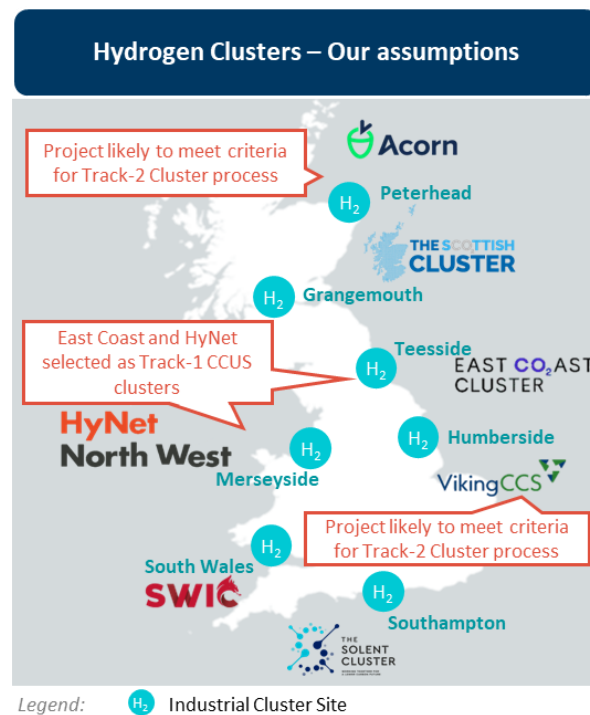 Hydrogen Clusters – Our assumptions
Acorn
Project likely to meet criteria
for Track-2 Cluster process
H₂
Peterhead
THE SCOTTISH
CLUSTER
H₂
Grangemouth
East Coast and HyNet
selected as Track-1 CCUS
clusters
Teesside
H₂
EAST CO₂AST
CLUSTER
HyNet
North West
H₂
Humberside
H₂
Merseyside
VikingCCS
Project likely to meet criteria
for Track-2 Cluster process
H₂
South Wales
SWIC
H₂
Southampton
THE
SOLENT
CLUSTER
Legend:
H₂
Industrial Cluster Site